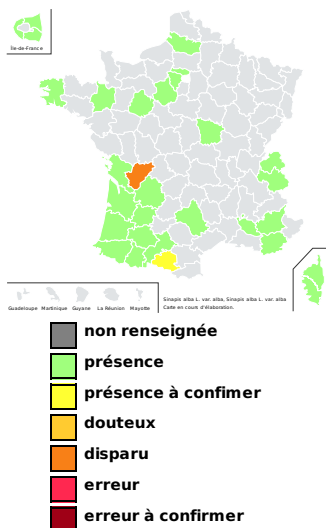 Île-de-France
Guadeloupe Martinique Guyane La Réunion Mayotte
Sinapis alba L. var. alba, Sinapis alba L. var. alba
Carte en cours d'élaboration.
non renseignée
présence
présence à confimer
douteux
disparu
erreur
erreur à confirmer